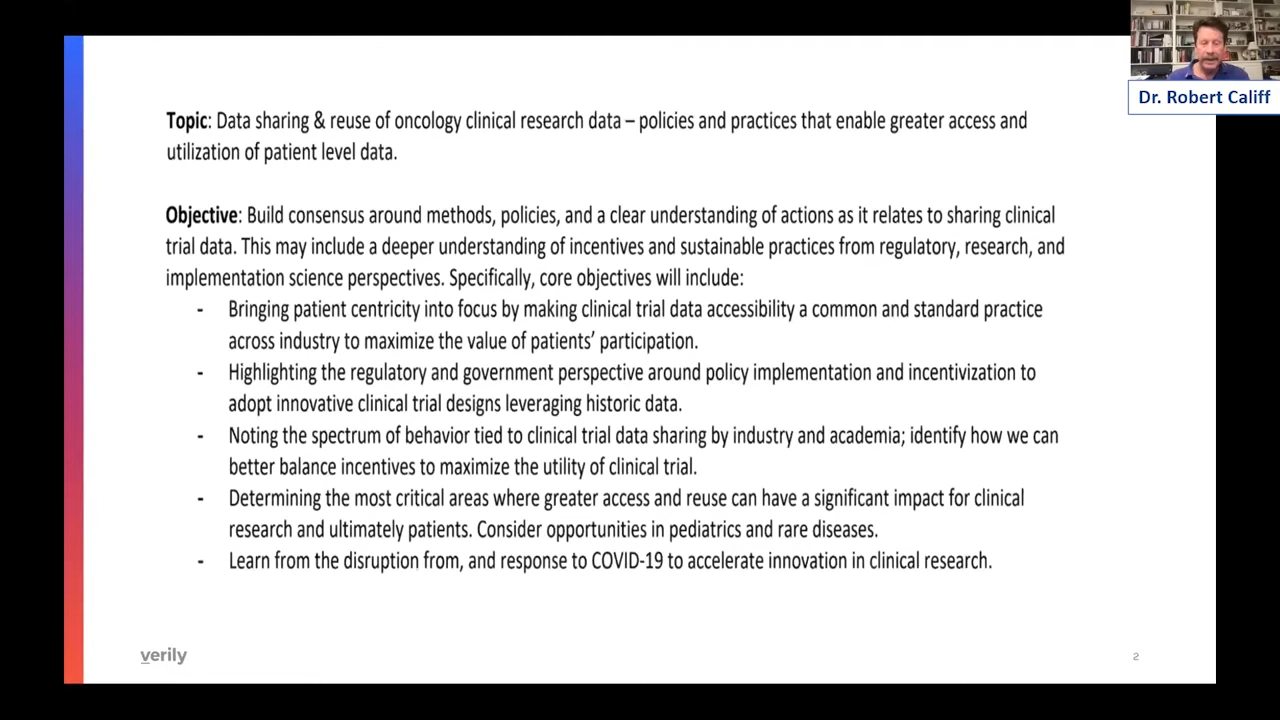 Dr. Robert Califf
Topic: Data sharing & reuse of oncology clinical research data – policies and practices that enable greater access and
utilization of patient level data.
Objective: Build consensus around methods, policies, and a clear understanding of actions as it relates to sharing clinical
trial data. This may include a deeper understanding of incentives and sustainable practices from regulatory, research, and
implementation science perspectives. Specifically, core objectives will include:
- Bringing patient centricity into focus by making clinical trial data accessibility a common and standard practice
across industry to maximize the value of patients’ participation.
- Highlighting the regulatory and government perspective around policy implementation and incentivization to
adopt innovative clinical trial designs leveraging historic data.
- Noting the spectrum of behavior tied to clinical trial data sharing by industry and academia; identify how we can
better balance incentives to maximize the utility of clinical trial.
- Determining the most critical areas where greater access and reuse can have a significant impact for clinical
research and ultimately patients. Consider opportunities in pediatrics and rare diseases.
- Learn from the disruption from, and response to COVID-19 to accelerate innovation in clinical research.
verily
2